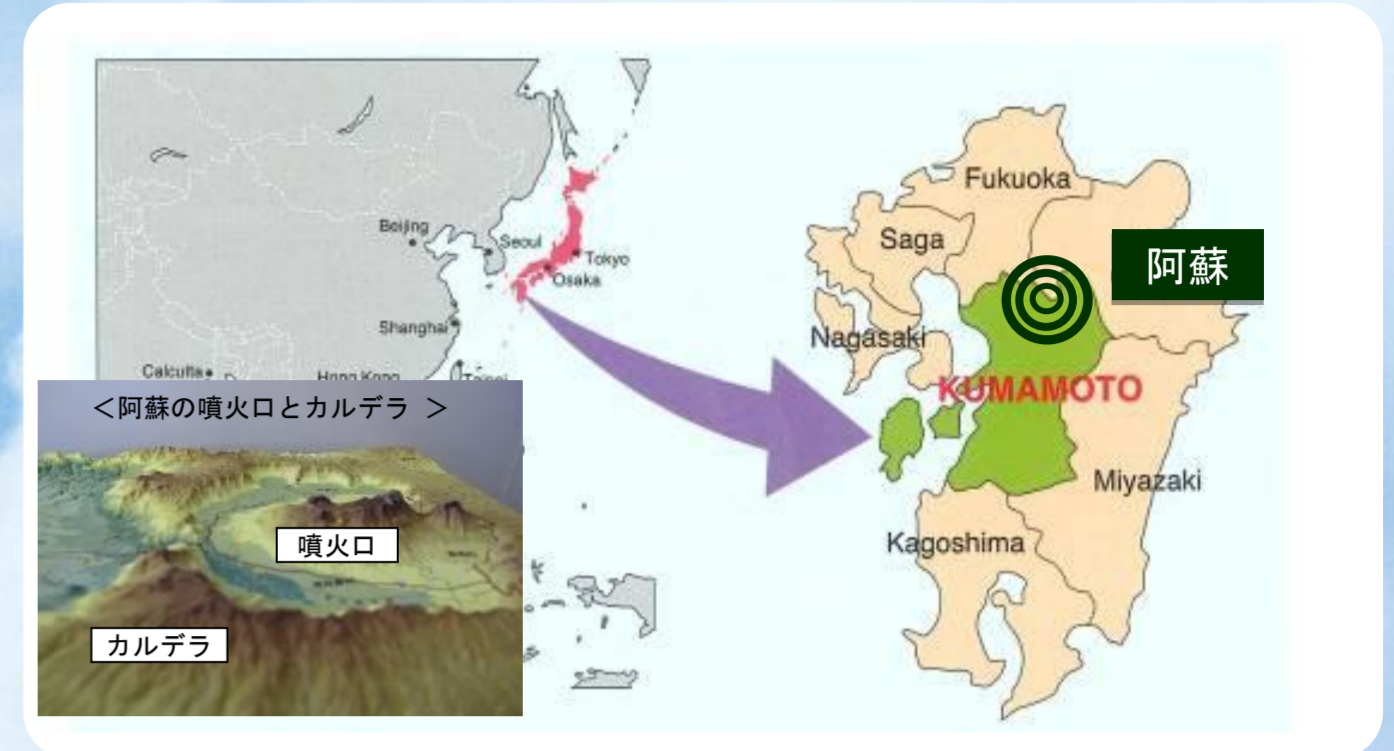 Beijing
Seoul
Tokyo
Osaka
Shanghai
Calcutta
Hong Kong
Taipei
Fukuoka
Saga
阿蘇
Nagasaki
KUMAMOTO
Miyazaki
Kagoshima
＜阿蘇の噴火口とカルデラ ＞
噴火口
カルデラ